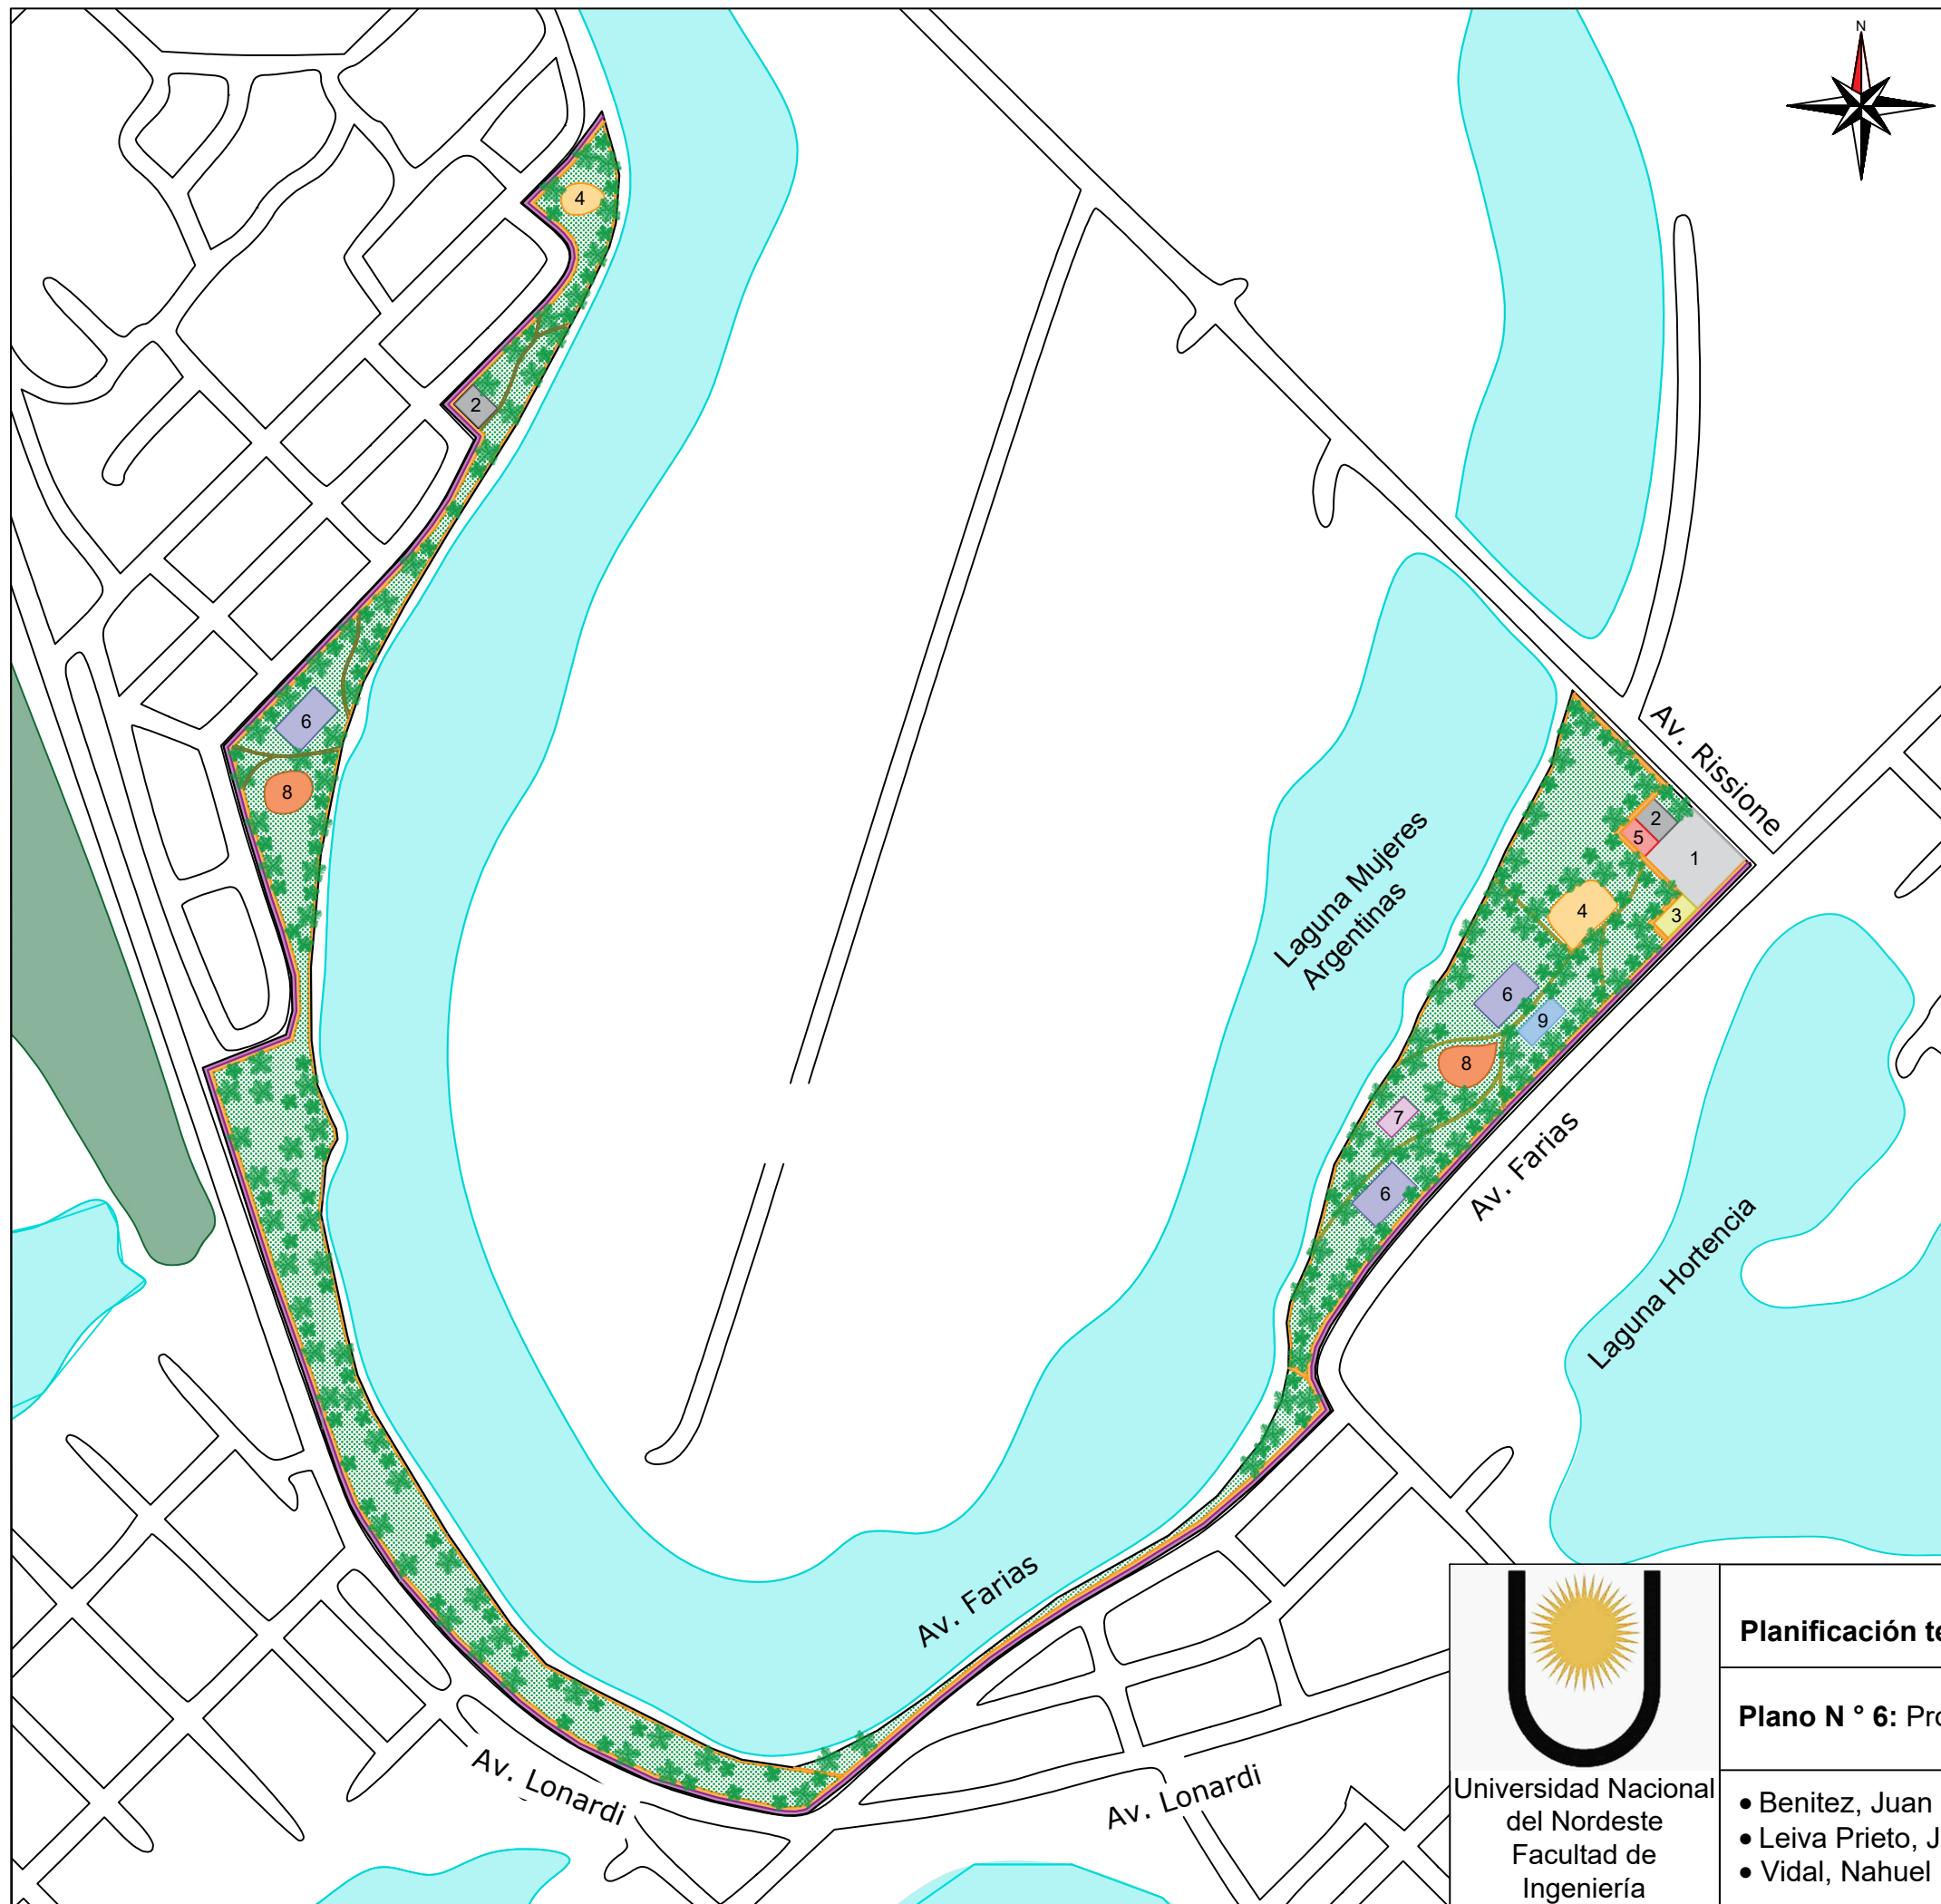 N
4
2
6
8
Av. Rissione
2
5
1
4
3
6
9
8
7
6
Laguna Mujeres
Argentinas
Av. Farias
Laguna Hortencia
Av. Farias
Av. Lonardi
Av. Lonardi
Universidad Nacional
del Nordeste
Facultad de
Ingeniería
Planificación te
Plano N ° 6: Pro
• Benitez, Juan
• Leiva Prieto, J
• Vidal, Nahuel